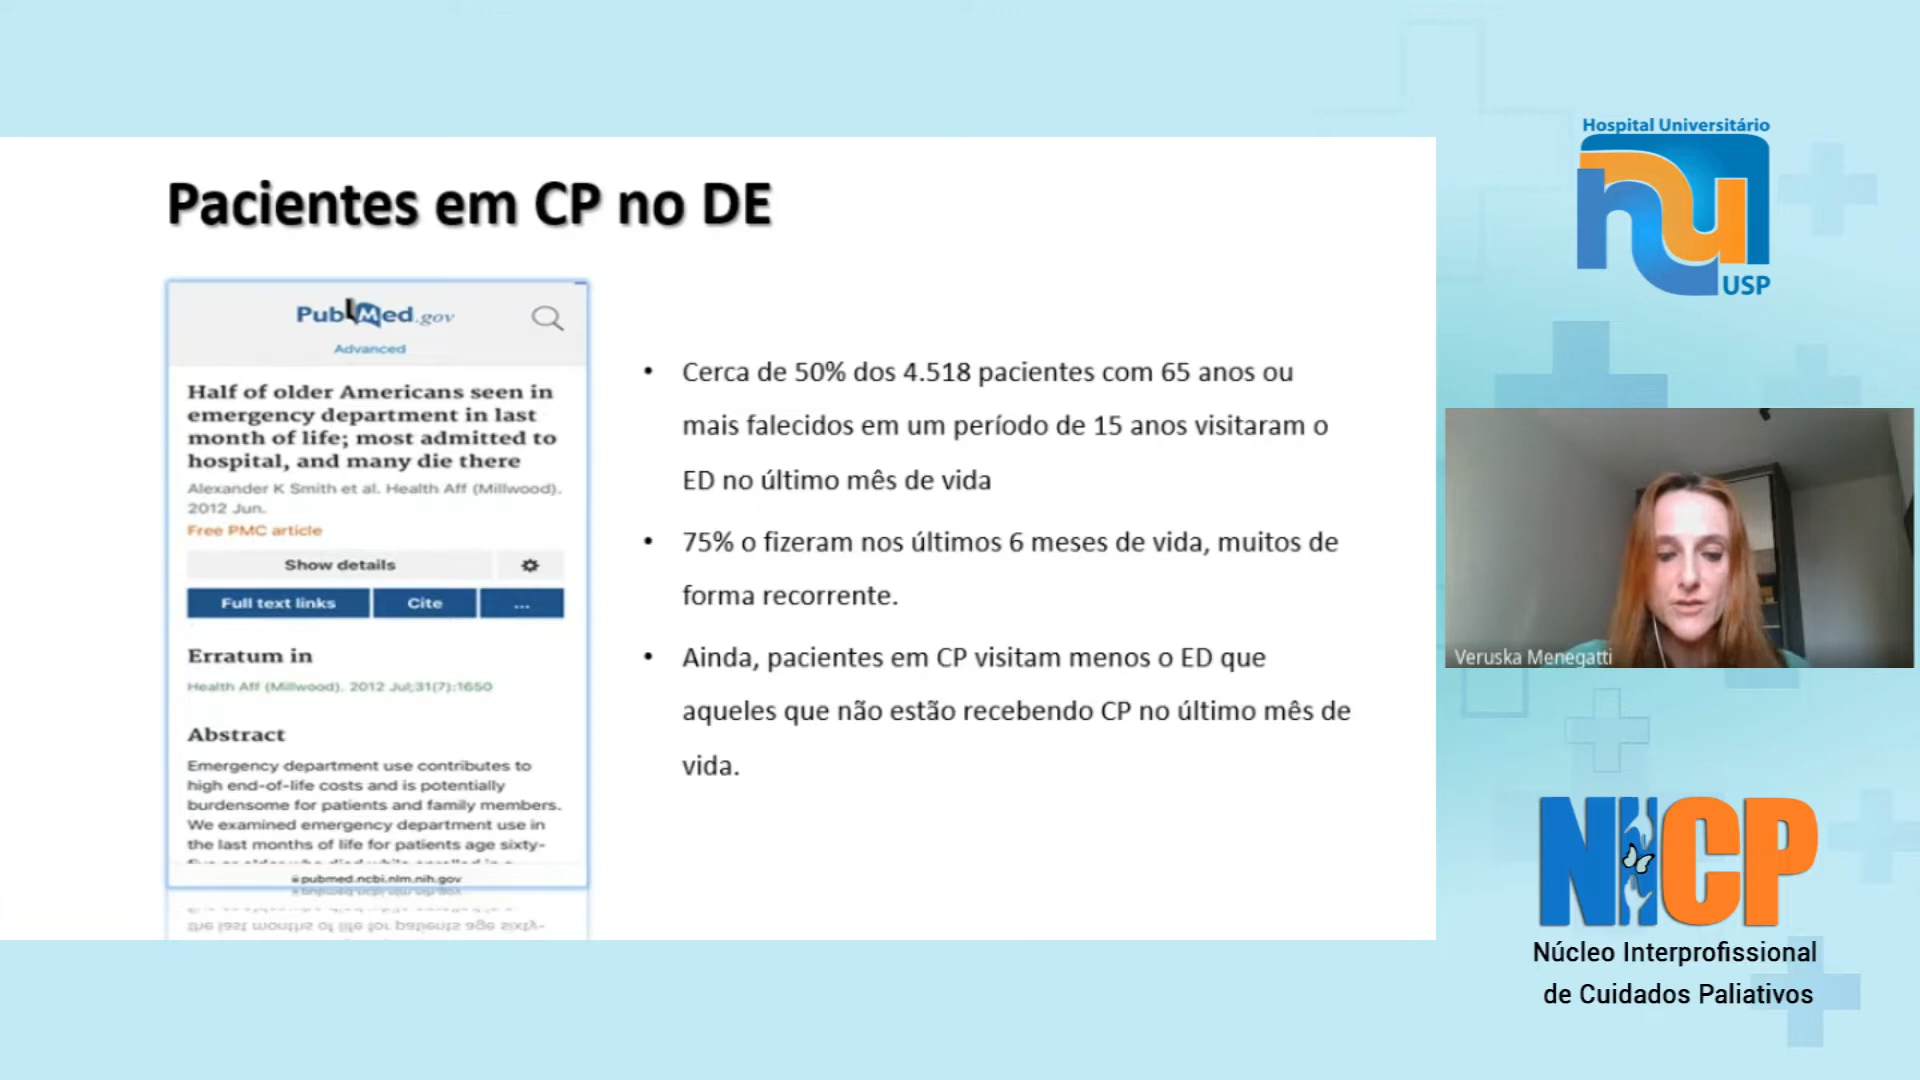 Pacientes em CP no DE
PubMed.gov
Advanced
Half of older Americans seen in
emergency department in last
month of life; most admitted to
hospital, and many die there
Alexander K Smith et al. Health Aff (Millwood).
2012 Jun.
Free PMC article
Show details
Full text links
Cite
...
Erratum in
Health Aff (Millwood). 2012 Jul;31(7):1650
Abstract
Emergency department use contributes to
high end-of-life costs and is potentially
burdensome for patients and family members.
We examined emergency department use in
the last months of life for patients age sixty-
pubmed.ncbi.nlm.nih.gov
• Cerca de 50% dos 4.518 pacientes com 65 anos ou
mais falecidos em um período de 15 anos visitaram o
ED no último mês de vida
• 75% o fizeram nos últimos 6 meses de vida, muitos de
forma recorrente.
• Ainda, pacientes em CP visitam menos o ED que
aqueles que não estão recebendo CP no último mês de
vida.
Hospital Universitário
hu
USP
Veruska Menegatti
NICP
Núcleo Interprofissional
de Cuidados Paliativos